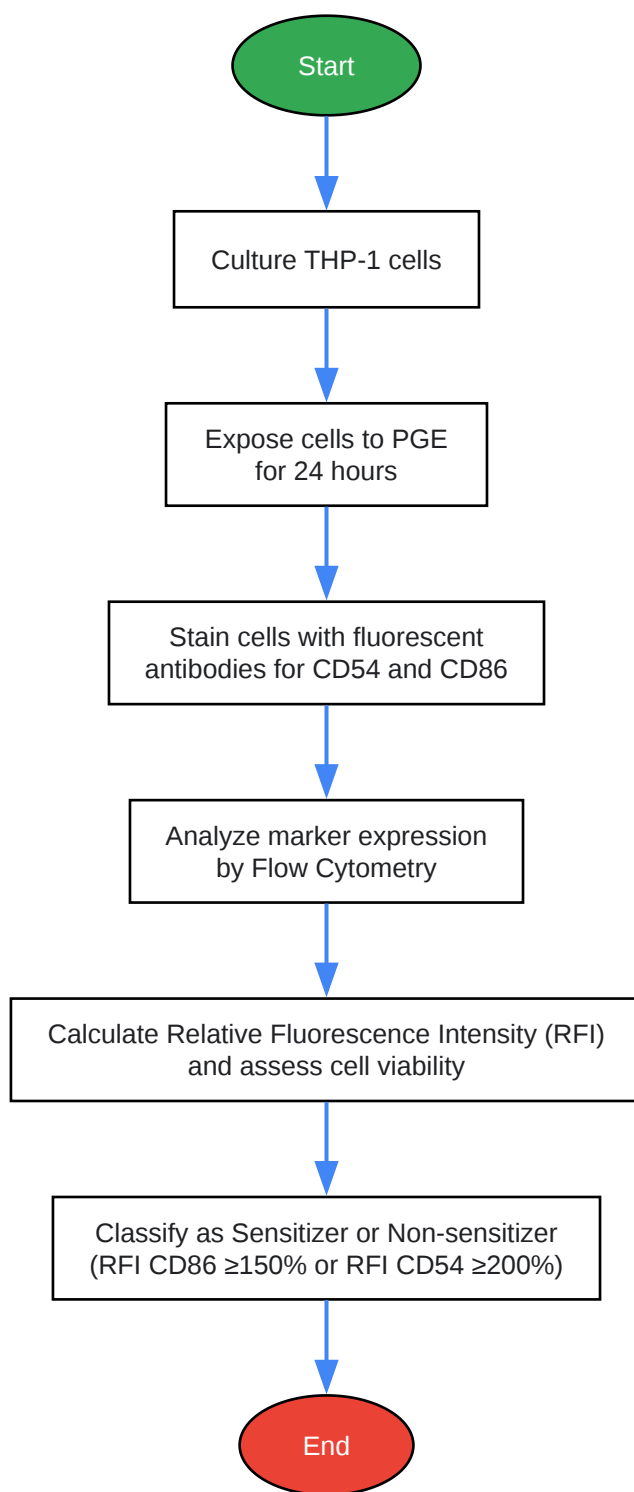 Start
Culture THP-1 cells
Expose cells to PGE
for 24 hours
Stain cells with fluorescent
antibodies for CD54 and CD86
Analyze marker expression
by Flow Cytometry
Calculate Relative Fluorescence Intensity (RFI)
and assess cell viability
Classify as Sensitizer or Non-sensitizer
(RFI CD86 ≥150% or RFI CD54 ≥200%)
End